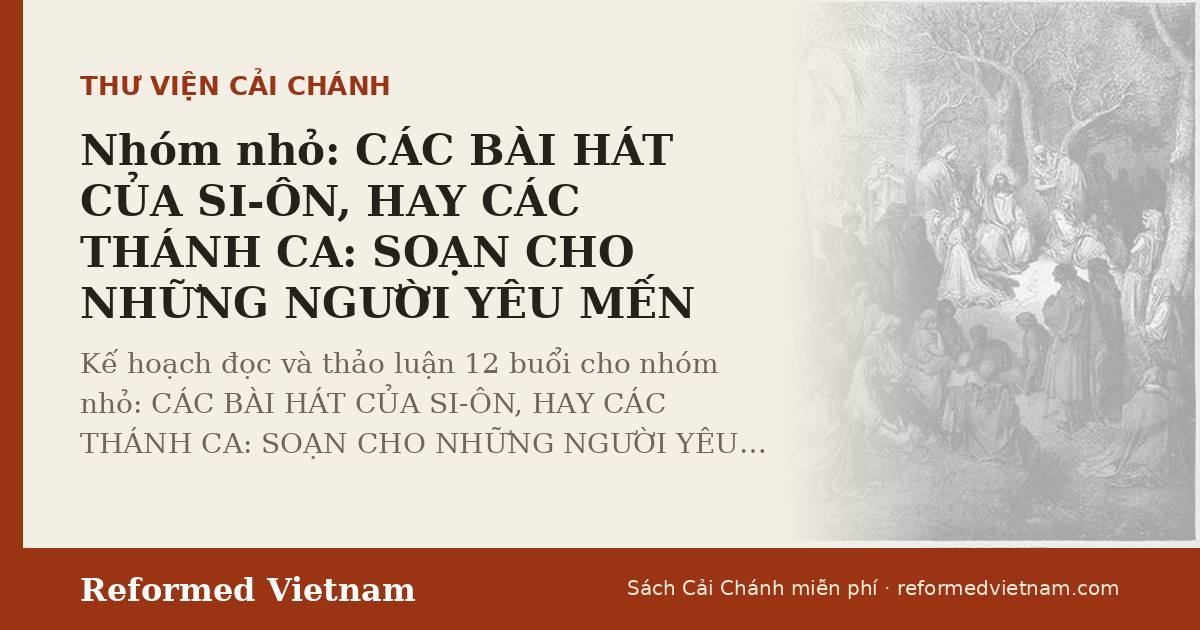 THƯ VIỆN CẢI CHÁNH
Nhóm nhỏ: CÁC BÀI HÁT
CỦA SI-ÔN, HAY CÁC
THÁNH CA: SOẠN CHO
NHỮNG NGƯỜI YÊU MẾN
Kế hoạch đọc và thảo luận 12 buổi cho nhóm
nhỏ: CÁC BÀI HÁT CỦA SI-ÔN, HAY CÁC
THÁNH CA: SOẠN CHO NHỮNG NGƯỜI YÊU...
Reformed Vietnam
Sách Cải Chánh miễn phí · reformedvietnam.com